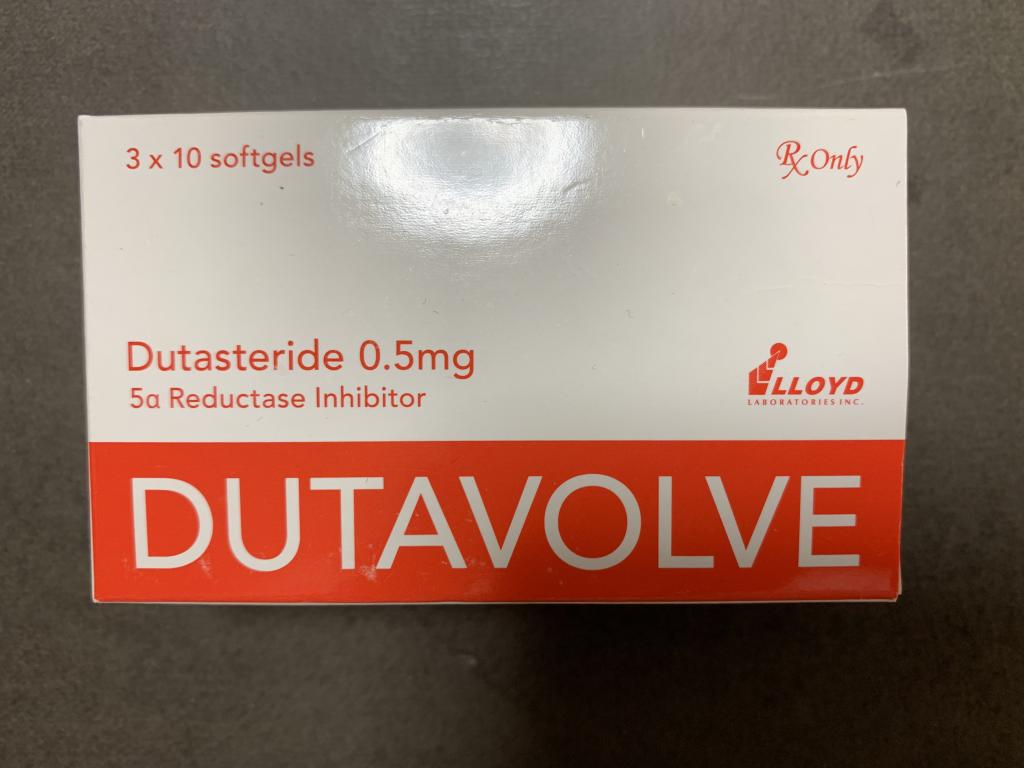 3 x 10 softgels
Rx Only
Dutasteride 0.5mg
5α Reductase Inhibitor
LLOYD
LABORATORIES INC.
DUTAVOLVE